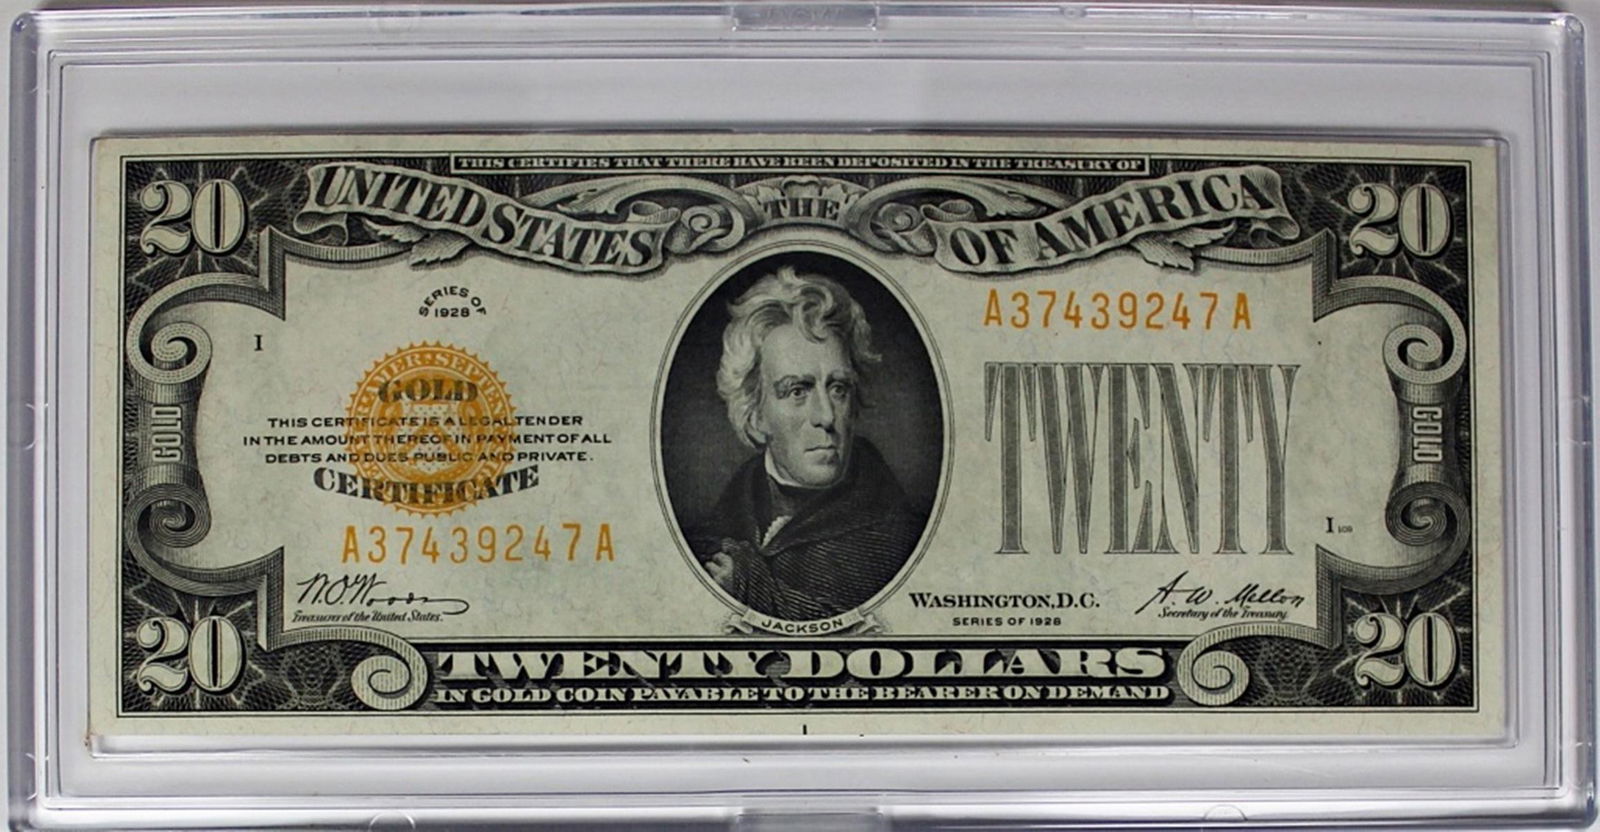 THIS CERTIFIES THAT THERE HAVE BEEN DEPOSITED IN THE TREASURY OF
20 UNITED STATES THE OF AMERICA 20
SERIES OF
1928
A37439247A
I
GOLD
THIS CERTIFICATE IS A LEGAL TENDER
IN THE AMOUNT THEREOF IN PAYMENT OF ALL
DEBTS AND DUES PUBLIC AND PRIVATE.
CERTIFICATE
GOLD
TWENTY
GOLD
A37439247A
I 109
W.O. Woods
Treasurer of the United States.
WASHINGTON, D.C.
SERIES OF 1928
A. W. Mellon
Secretary of the Treasury
JACKSON
20 TWENTY DOLLARS 20
IN GOLD COIN PAYABLE TO THE BEARER ON DEMAND